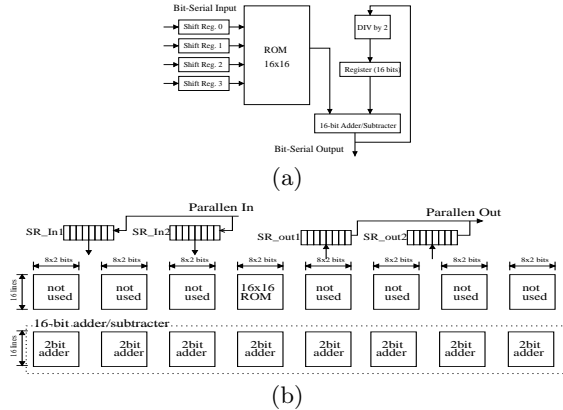 Bit-Serial Input
Shift Reg. 0
Shift Reg. 1
Shift Reg. 2
Shift Reg. 3
ROM
16x16
DIV by 2
Register (16 bits)
16-bit Adder/Subtracter
Bit-Serial Output
(a)
Parallen In
Parallen Out
SR_In1
SR_In2
SR_out1
SR_out2
8x2 bits 8x2 bits 8x2 bits 8x2 bits 8x2 bits 8x2 bits 8x2 bits 8x2 bits
16 lines
not used
not used
not used
16x16 ROM
not used
not used
not used
not used
16-bit adder/subtracter
16 lines
2bit adder
2bit adder
2bit adder
2bit adder
2bit adder
2bit adder
2bit adder
2bit adder
(b)